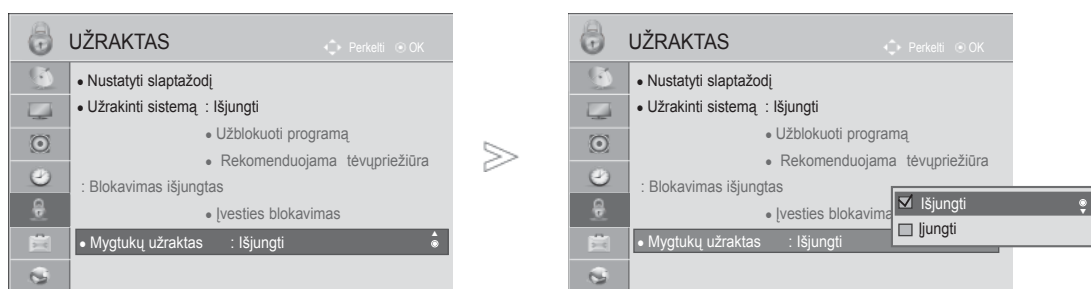 UŽRAKTAS
Perkelti OK
• Nustatyti slaptažodį
• Užrakinti sistemą : Išjungti
• Užblokuoti programą
• Rekomenduojama tėvųpriežiūra
: Blokavimas išjungtas
• Įvesties blokavimas
• Mygtukų užraktas : Išjungti
UŽRAKTAS
Perkelti OK
• Nustatyti slaptažodį
• Užrakinti sistemą : Išjungti
• Užblokuoti programą
• Rekomenduojama tėvųpriežiūra
: Blokavimas išjungtas
• Įvesties blokavima
• Mygtukų užraktas : Išjungti
Išjungti
Įjungti